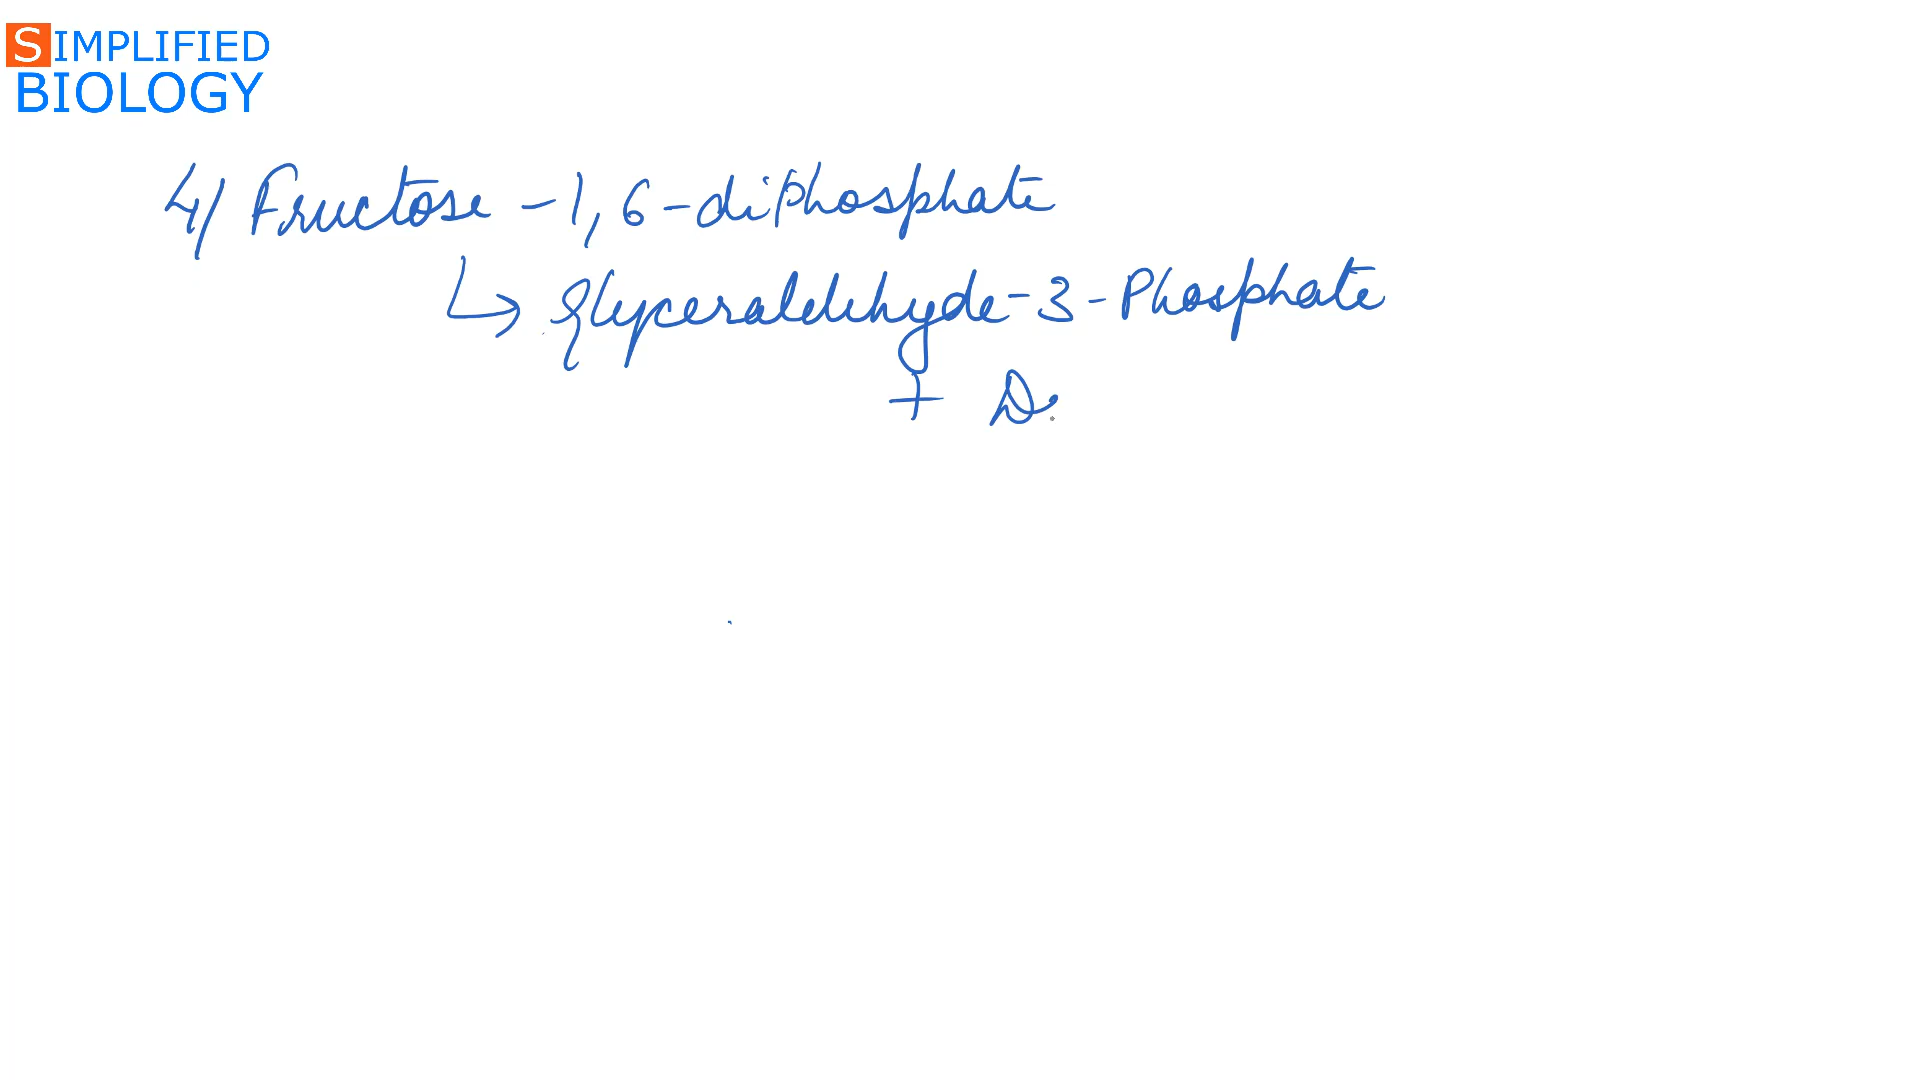 SIMPLIFIED
BIOLOGY
4) Fructose - 1, 6 - diPhosphate
↳ Glyceraldehyde - 3 - Phosphate
+ D